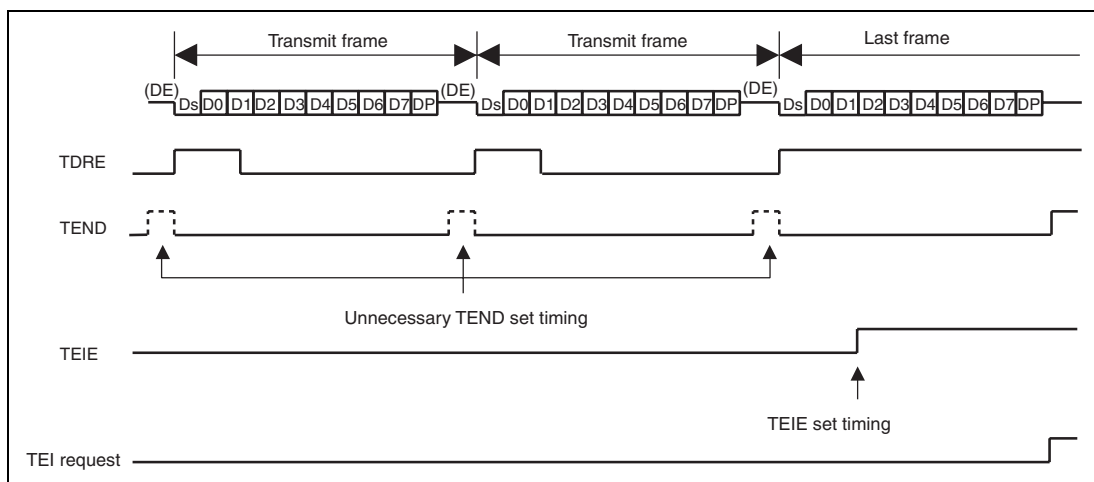 Transmit frame Transmit frame Last frame
(DE) Ds D0 D1 D2 D3 D4 D5 D6 D7 DP (DE) Ds D0 D1 D2 D3 D4 D5 D6 D7 DP (DE) Ds D0 D1 D2 D3 D4 D5 D6 D7 DP
TDRE
TEND
Unnecessary TEND set timing
TEIE
TEIE set timing
TEI request